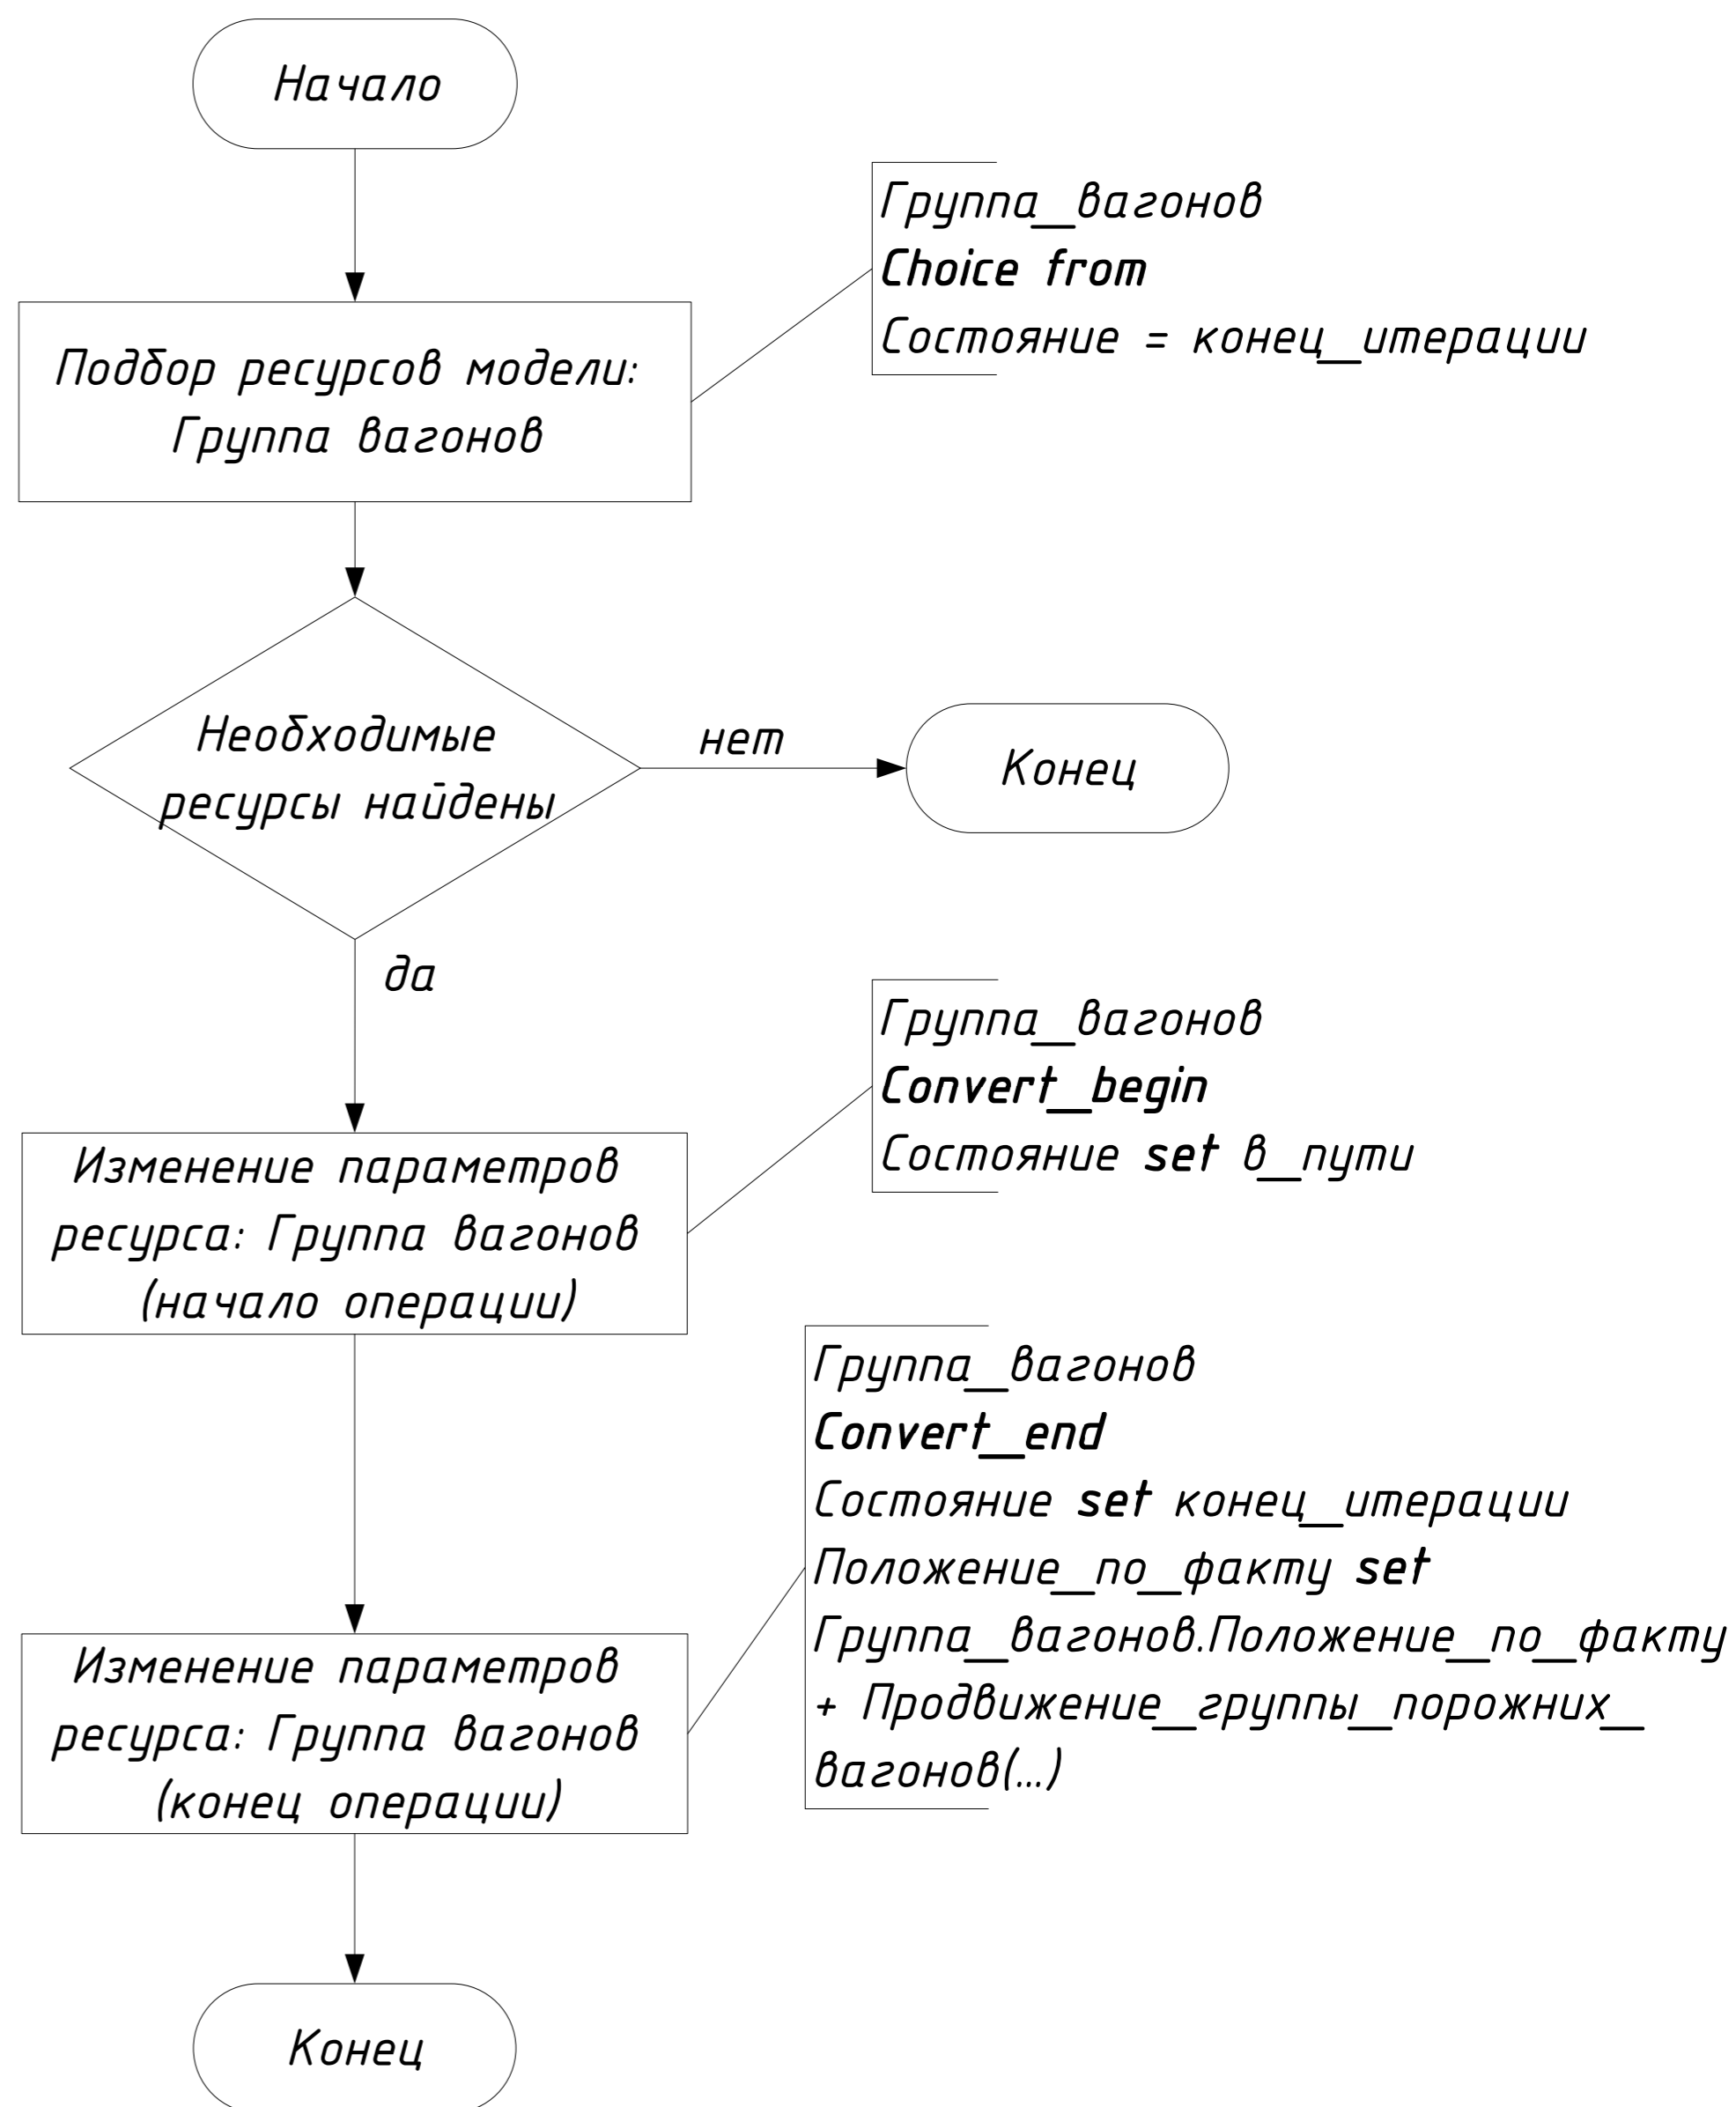 Начало
Группа_вагонов
Choice from
Состояние = конец_итерации
Подбор ресурсов модели:
Группа вагонов
Необходимые
ресурсы найдены
нет
Конец
да
Группа_вагонов
Convert_begin
Состояние set в_пути
Изменение параметров
ресурса: Группа вагонов
(начало операции)
Группа_вагонов
Convert_end
Состояние set конец_итерации
Положение_по_факту set
Группа_вагонов.Положение_по_факту
+ Продвижение_группы_порожних_
вагонов(...)
Изменение параметров
ресурса: Группа вагонов
(конец операции)
Конец